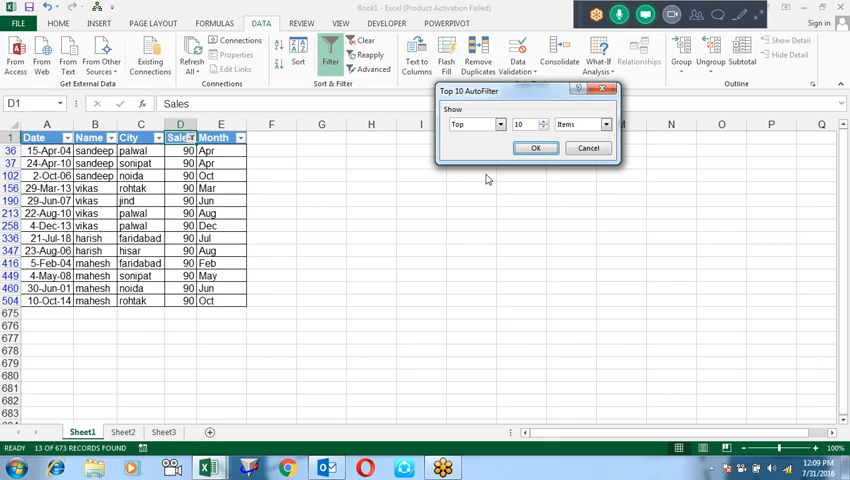 Book1 - Excel (Product Activation Failed)
Sign in
FILE HOME INSERT PAGE LAYOUT FORMULAS DATA REVIEW VIEW DEVELOPER POWERPIVOT
From Access
From Web
From Other Sources
Existing Connections
Refresh All
Connections
Properties
Edit Links
Sort
Filter
Clear
Reapply
Advanced
Text to Columns
Flash Fill
Remove Duplicates
Data Validation
Consolidate
What-If Analysis
Relationships
Group
Ungroup
Subtotal
Show Detail
Hide Detail
Get External Data
Connections
Sort & Filter
Top 10 AutoFilter
Show
Top 10 Items
OK Cancel
D1 Sales
A B C D E F G H I L M N O P Q
1 Date Name City Sales Month
36 15-Apr-04 sandeep palwal 90 Apr
37 24-Apr-10 sandeep sonipat 90 Apr
102 2-Oct-06 sandeep noida 90 Oct
156 29-Mar-13 vikas rohtak 90 Mar
190 29-Jun-07 vikas jind 90 Jun
213 22-Aug-10 vikas palwal 90 Aug
258 4-Dec-13 vikas palwal 90 Dec
336 21-Jul-18 harish faridabad 90 Jul
347 23-Aug-06 harish hisar 90 Aug
416 5-Feb-04 mahesh faridabad 90 Feb
449 4-May-08 mahesh sonipat 90 May
460 30-Jun-01 mahesh noida 90 Jun
504 10-Oct-14 mahesh rohtak 90 Oct
675
676
677
678
679
680
681
682
683
Sheet1 Sheet2 Sheet3
READY 13 OF 673 RECORDS FOUND 100%
12:09 PM
7/31/2016